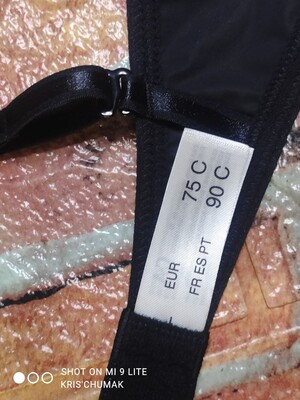 EUR 75 C
FR ES PT 90 C
SHOT ON MI 9 LITE
KRIS'CHUMAK